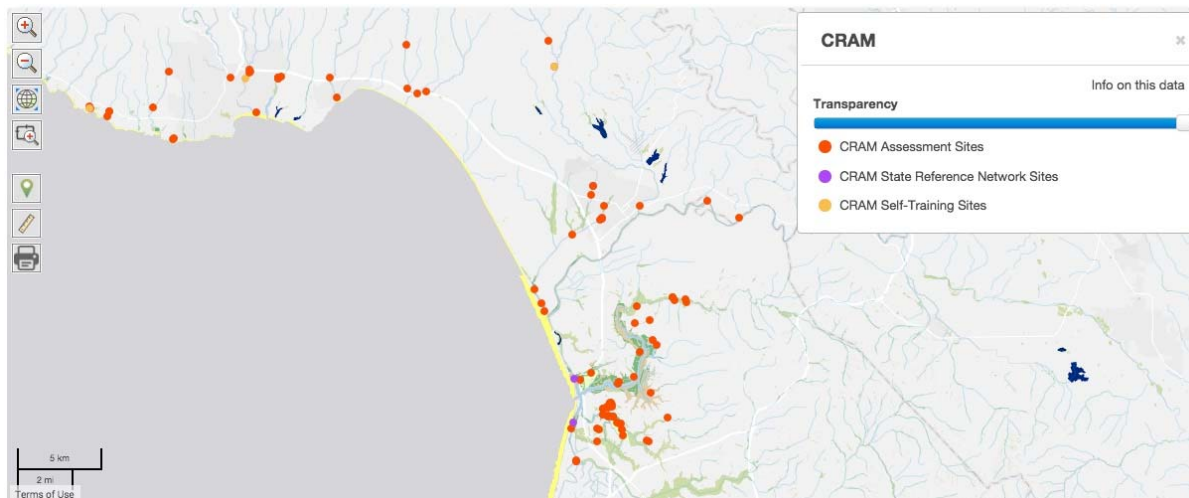 CRAM
Info on this data
Transparency
CRAM Assessment Sites
CRAM State Reference Network Sites
CRAM Self-Training Sites
5 km
2 mi
Terms of Use